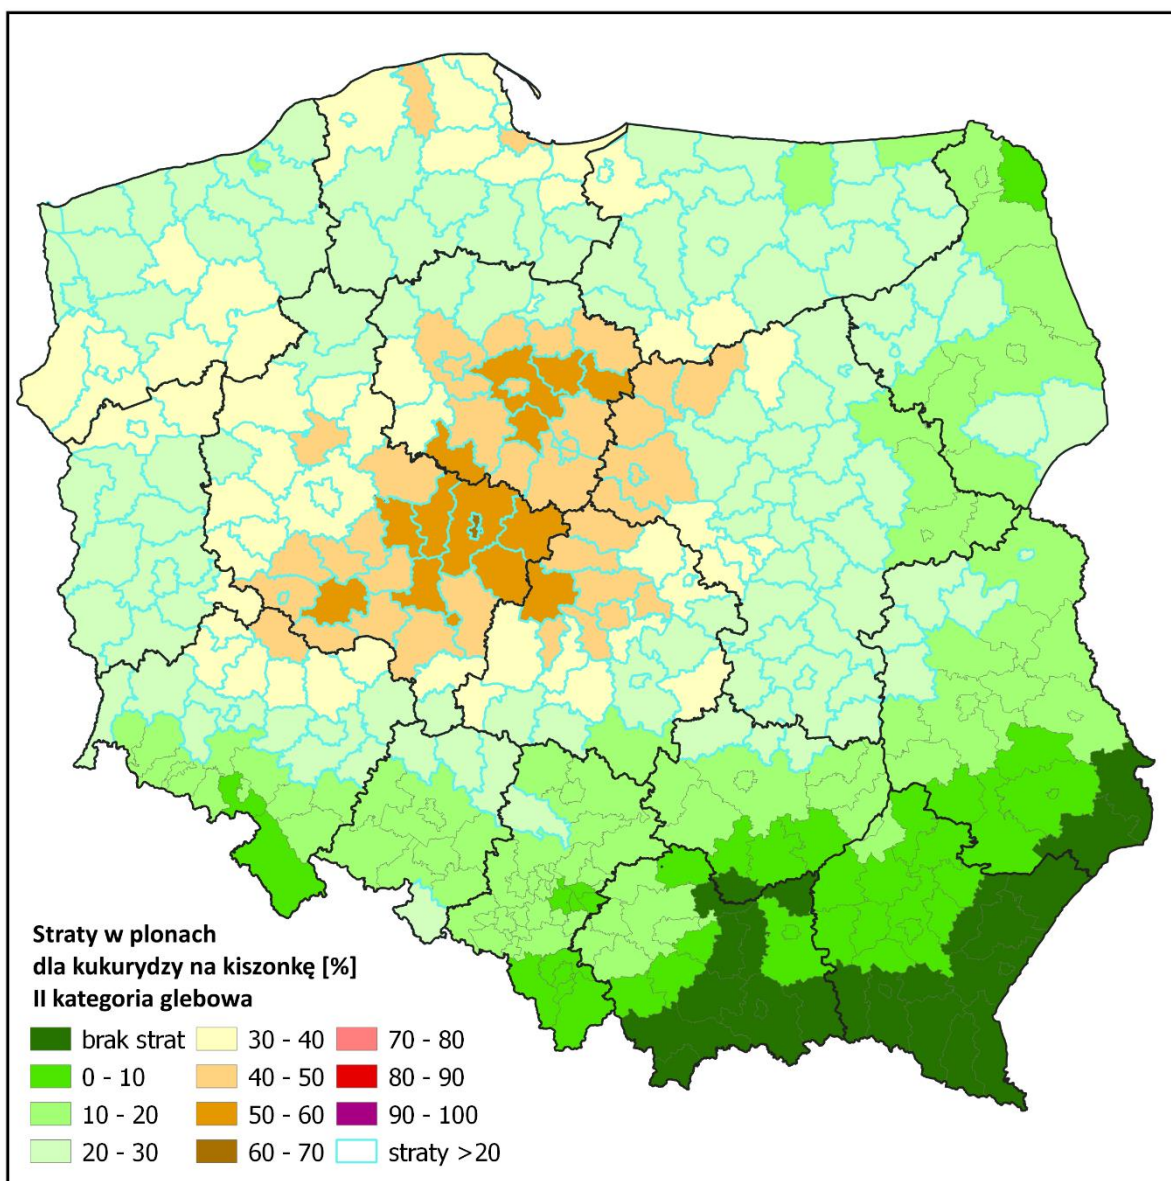 Straty w plonach
dla kukurydzy na kiszonkę [%]
II kategoria glebowa
brak strat
0 - 10
10 - 20
20 - 30
30 - 40
40 - 50
50 - 60
60 - 70
70 - 80
80 - 90
90 - 100
straty >20